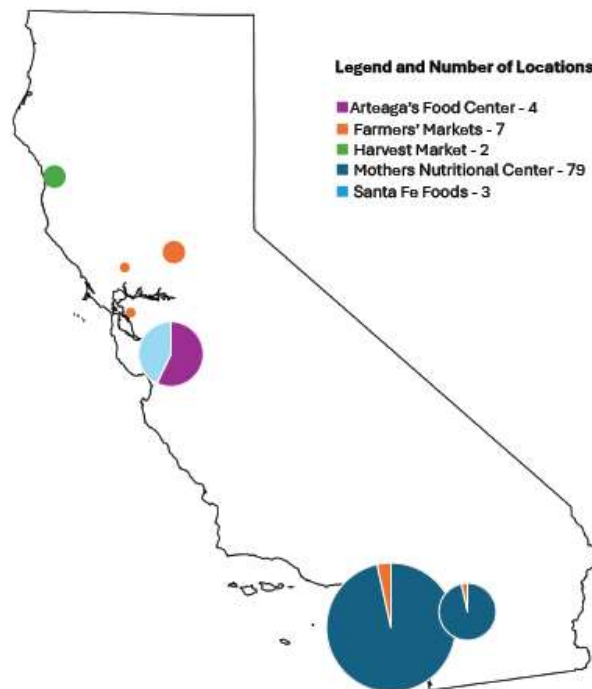 Legend and Number of Locations
Arteaga's Food Center - 4
Farmers' Markets - 7
Harvest Market - 2
Mothers Nutritional Center - 79
Santa Fe Foods - 3